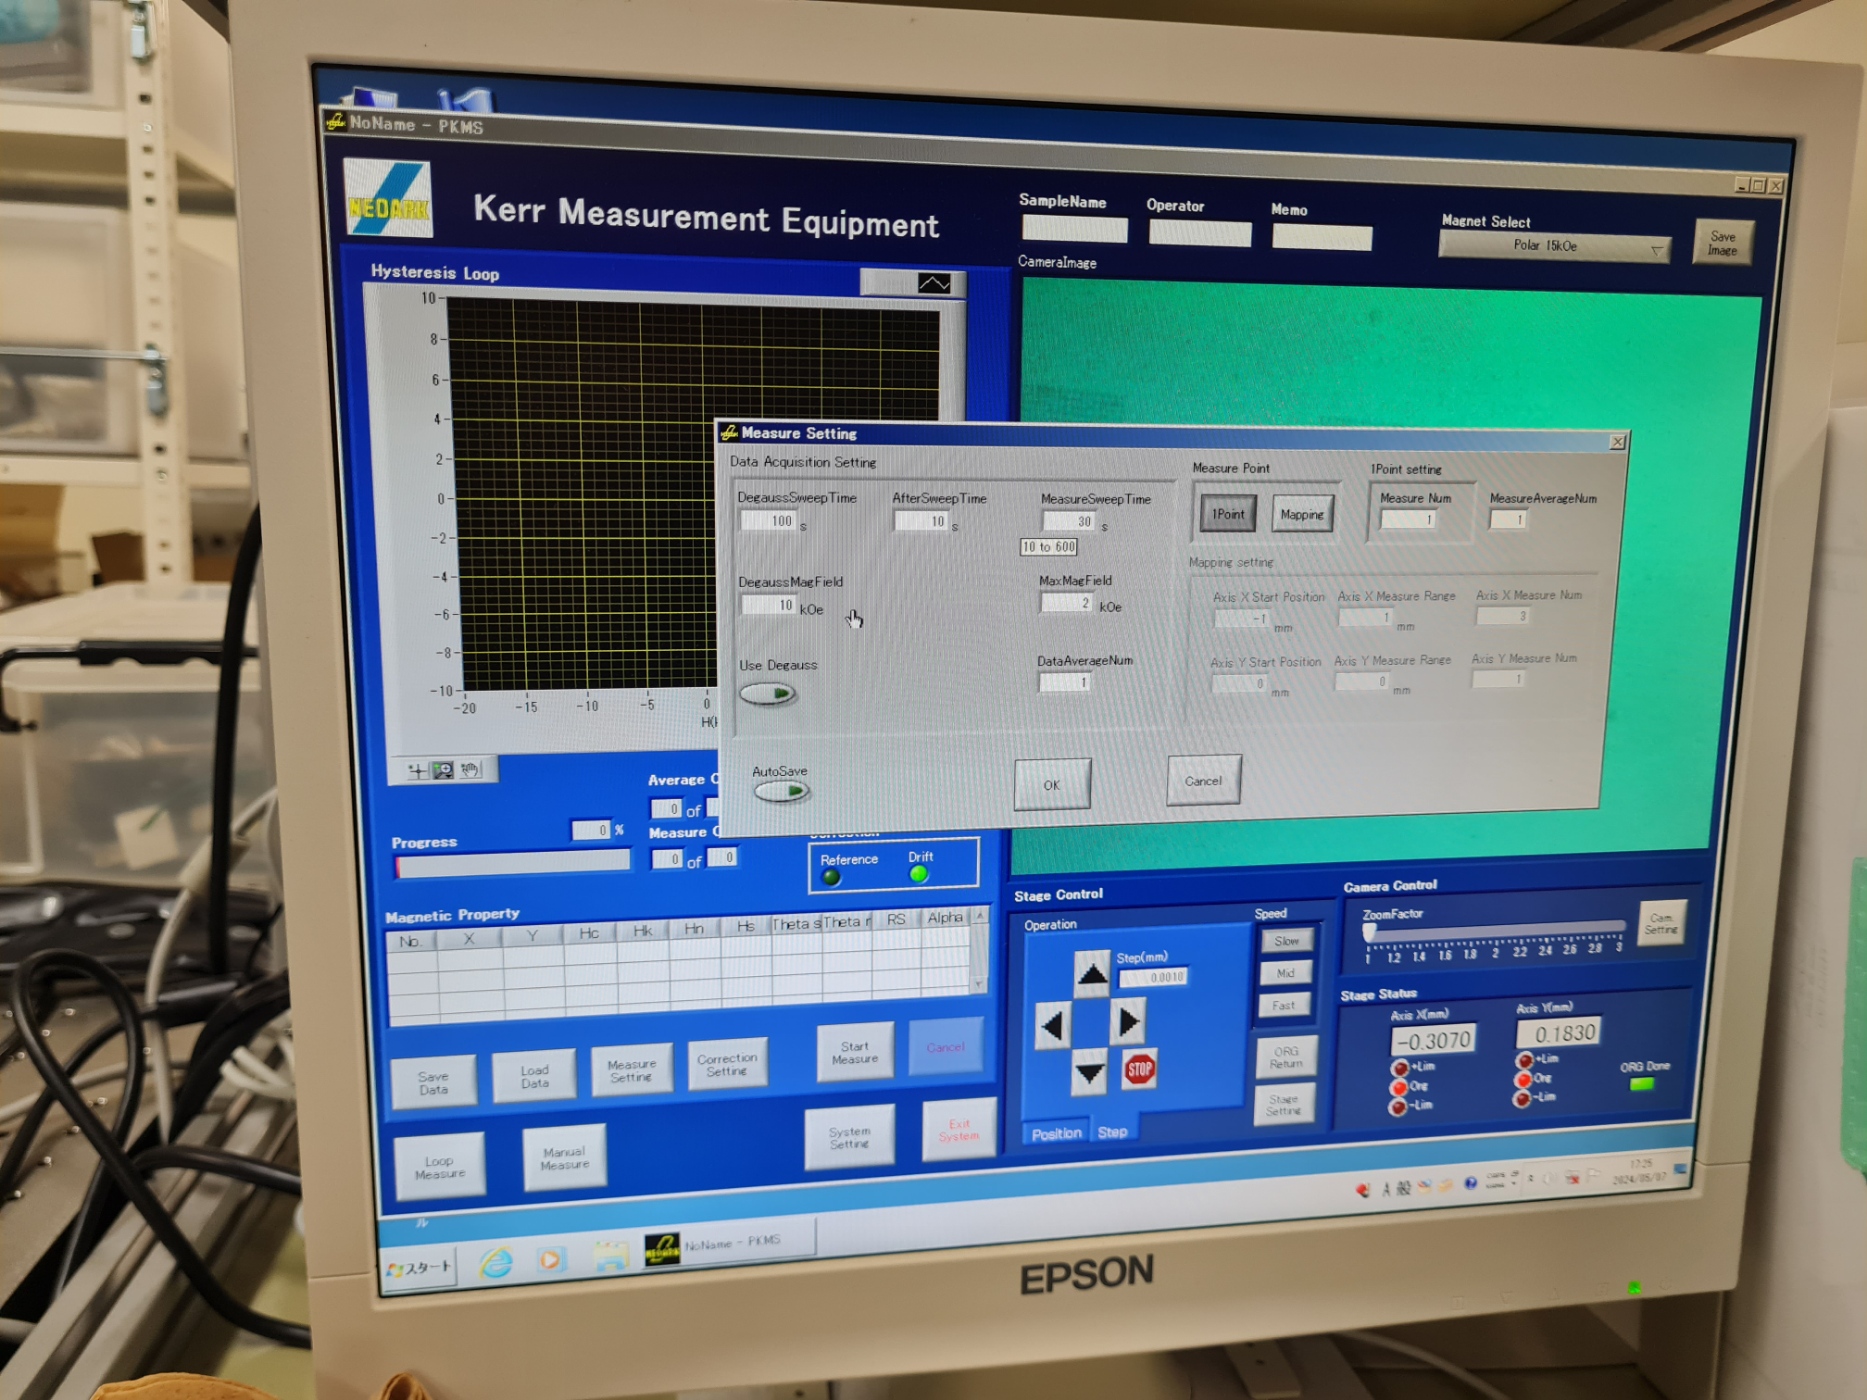 NoName - PKMS
NEOARK
Kerr Measurement Equipment
SampleName
Operator
Memo
Magnet Select
Polar 15kOe
Save
Image
Hysteresis Loop
CameraImage
10
8
6
4
2
0
-2
-4
-6
-8
-10
-20 -15 -10 -5 0
Measure Setting
Data Acquisition Setting
DegaussSweepTime
100 s
AfterSweepTime
10 s
MeasureSweepTime
30 s
10 to 600
DegaussMagField
10 kOe
MaxMagField
2 kOe
Use Degauss
DataAverageNum
1
AutoSave
OK
Cancel
Measure Point
1Point
Mapping
1Point setting
Measure Num
1
MeasureAverageNum
1
Mapping setting
Axis X Start Position
-1 mm
Axis X Measure Range
1 mm
Axis X Measure Num
3
Axis Y Start Position
0 mm
Axis Y Measure Range
0 mm
Axis Y Measure Num
1
Average
0 of
Progress
0 %
Measure
0 of 0
Reference
Drift
Magnetic Property
No. X Y Hc Hk Hn Hs Theta s Theta r RS Alpha
Save
Data
Load
Data
Measure
Setting
Correction
Setting
Start
Measure
Cancel
Loop
Measure
Manual
Measure
System
Setting
Exit
System
Stage Control
Operation
Step(mm)
0.0010
STOP
Position
Step
Speed
Slow
Mid
Fast
ORG
Return
Stage
Setting
Camera Control
ZoomFactor
1 1.2 1.4 1.6 1.8 2 2.2 2.4 2.6 2.8 3
Cam.
Setting
Stage Status
Axis X(mm)
-0.3070
+Lim
Org
-Lim
Axis Y(mm)
0.1830
+Lim
Org
-Lim
ORG Done
ル
スタート
NoName - PKMS
A 般
17:25
2024/05/07
EPSON